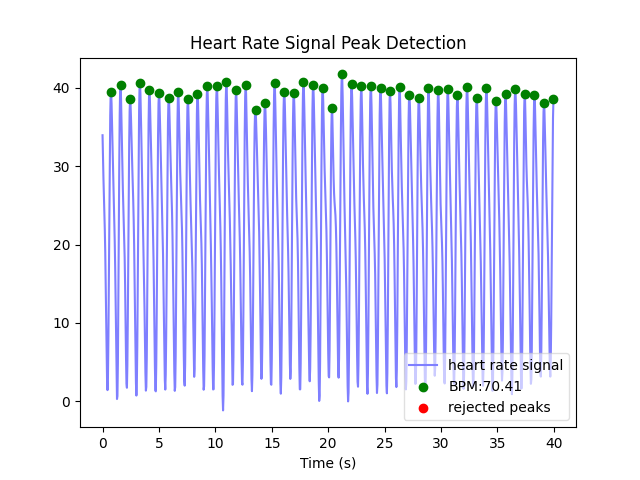 Heart Rate Signal Peak Detection
40
30
20
10
0
heart rate signal
BPM:70.41
rejected peaks
0 5 10 15 20 25 30 35 40
Time (s)